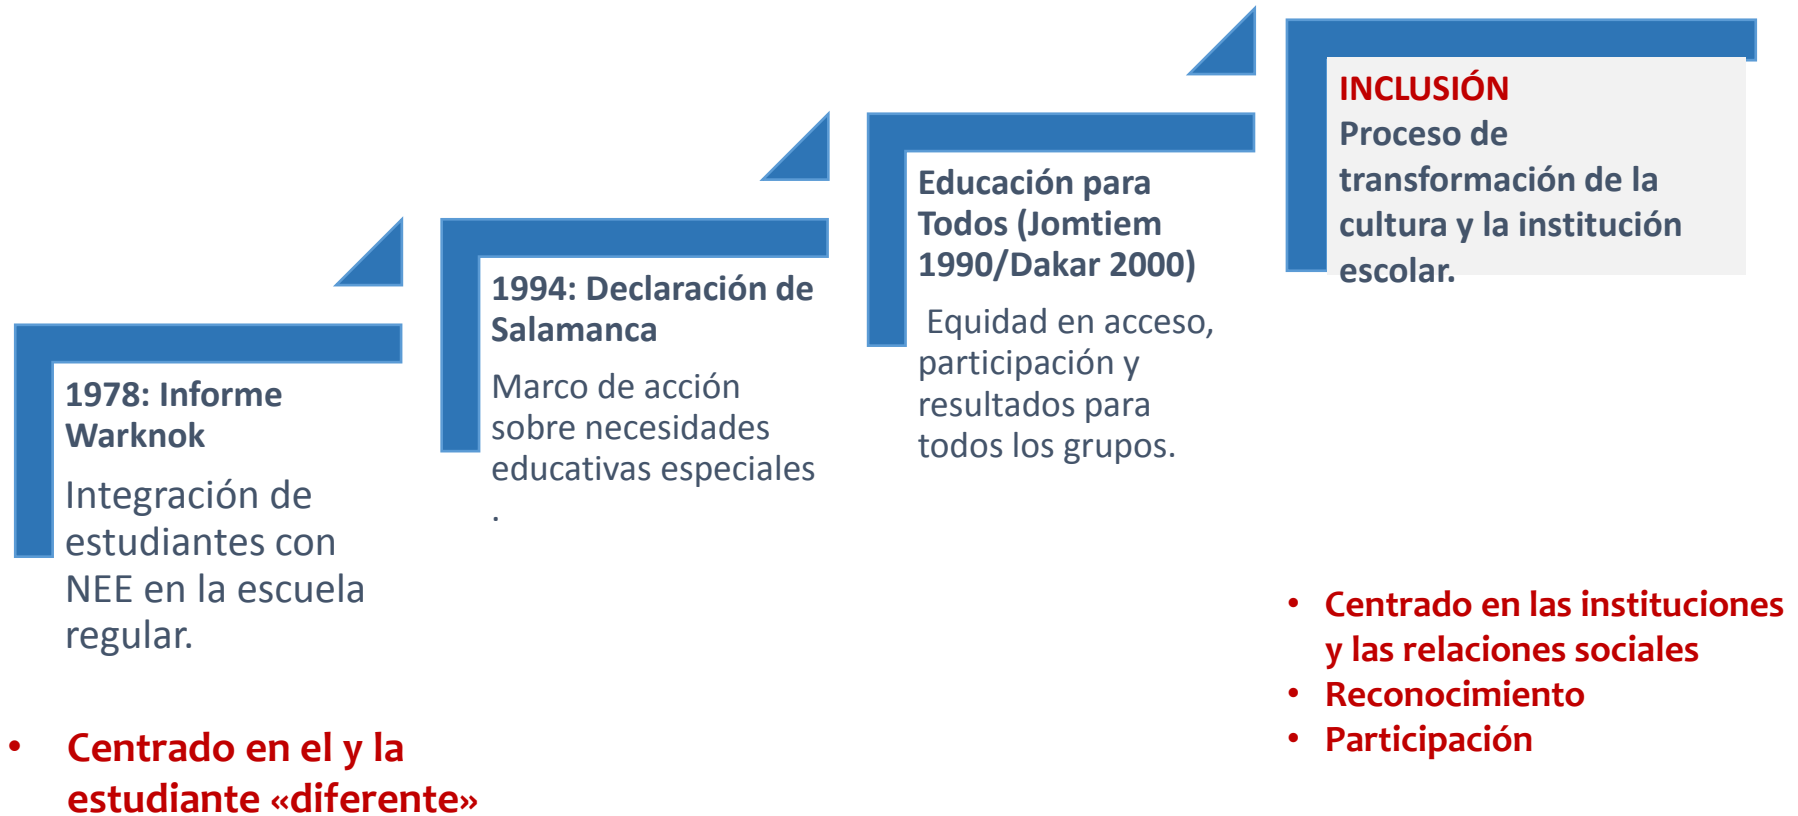 1978: Informe
Warknok
Integración de
estudiantes con
NEE en la escuela
regular.
• Centrado en el y la
estudiante «diferente»
1994: Declaración de
Salamanca
Marco de acción
sobre necesidades
educativas especiales
.
Educación para
Todos (Jomtiem
1990/Dakar 2000)
Equidad en acceso,
participación y
resultados para
todos los grupos.
INCLUSIÓN
Proceso de
transformación de la
cultura y la institución
escolar.
• Centrado en las instituciones
y las relaciones sociales
• Reconocimiento
• Participación